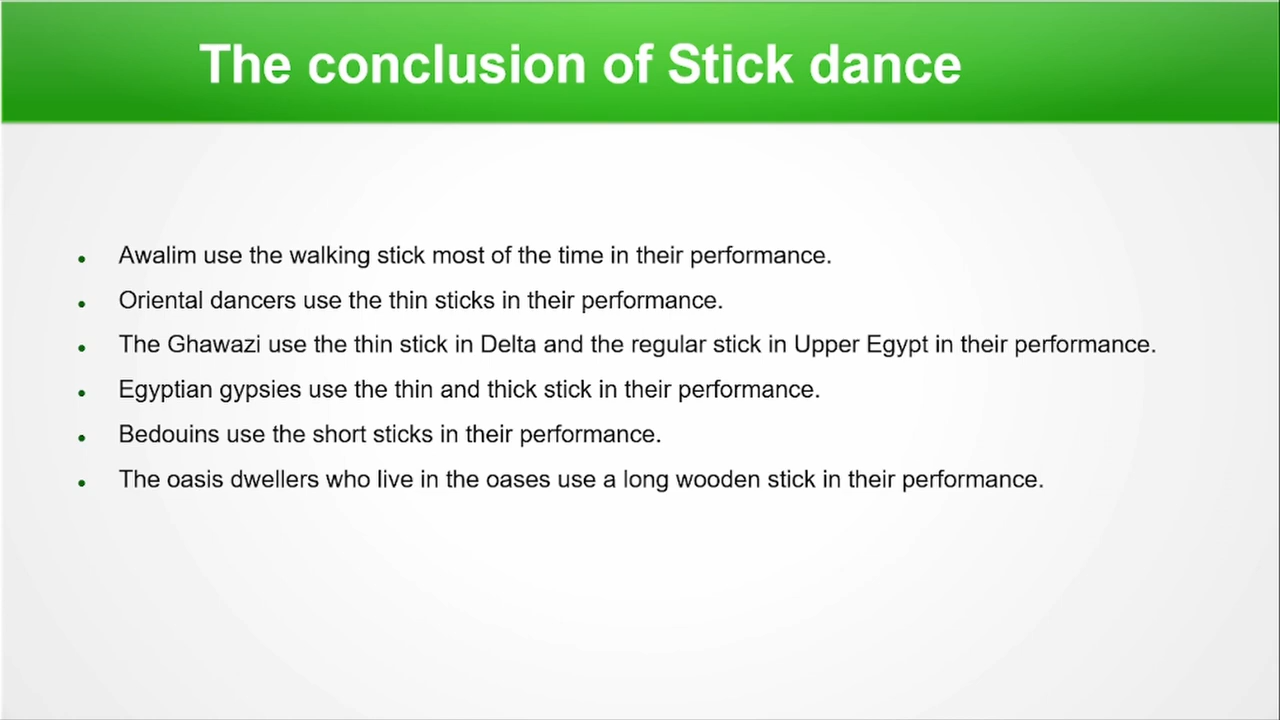 The conclusion of Stick dance
• Awalim use the walking stick most of the time in their performance.
• Oriental dancers use the thin sticks in their performance.
• The Ghawazi use the thin stick in Delta and the regular stick in Upper Egypt in their performance.
• Egyptian gypsies use the thin and thick stick in their performance.
• Bedouins use the short sticks in their performance.
• The oasis dwellers who live in the oases use a long wooden stick in their performance.